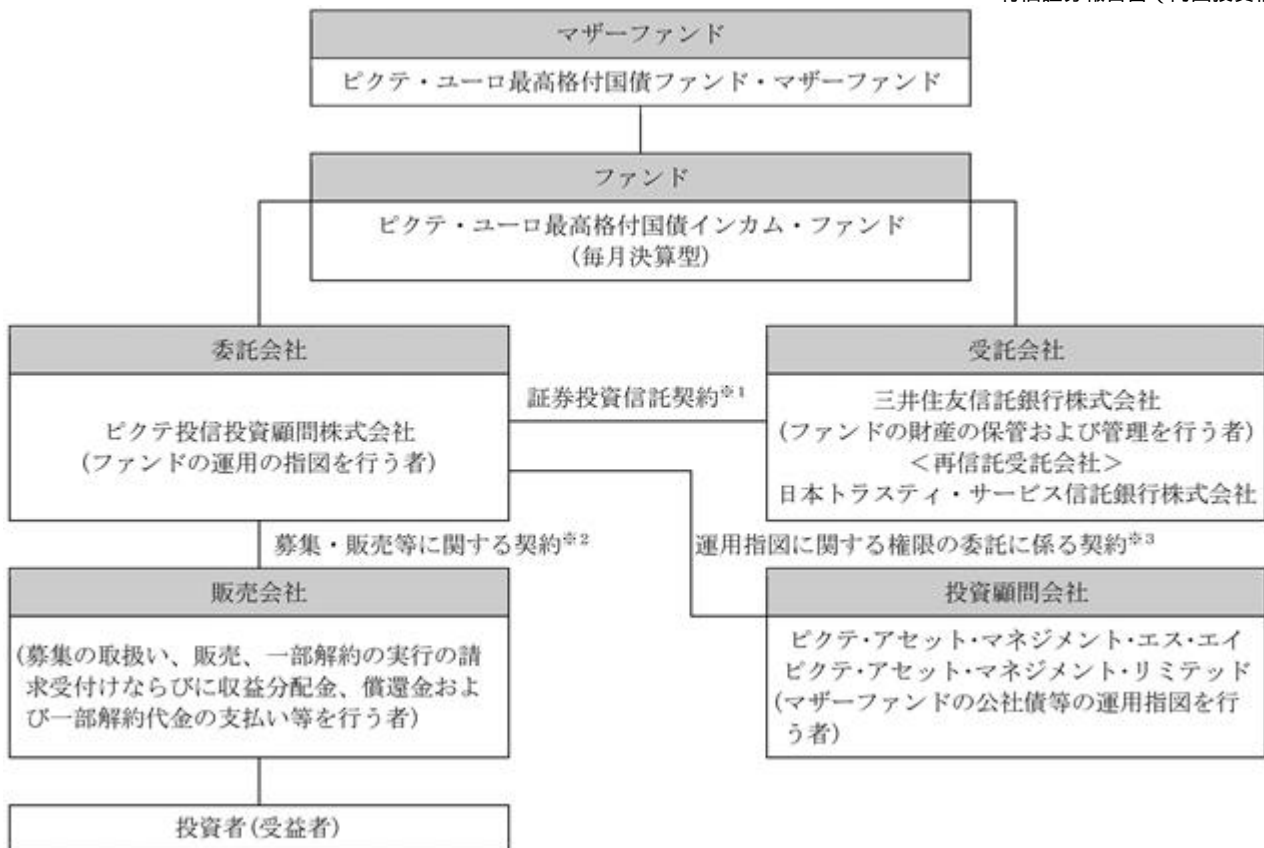 マザーファンド
ピクテ・ユーロ最高格付国債ファンド・マザーファンド
ファンド
ピクテ・ユーロ最高格付国債インカム・ファンド
(毎月決算型)
委託会社
ピクテ投信投資顧問株式会社
(ファンドの運用の指図を行う者)
証券投資信託契約※1
受託会社
三井住友信託銀行株式会社
(ファンドの財産の保管および管理を行う者)
＜再信託受託会社＞
日本トラスティ・サービス信託銀行株式会社
募集・販売等に関する契約※2
運用指図に関する権限の委託に係る契約※3
販売会社
(募集の取扱い、販売、一部解約の実行の請
求受付けならびに収益分配金、償還金およ
び一部解約代金の支払い等を行う者)
投資顧問会社
ピクテ・アセット・マネジメント・エス・エイ
ピクテ・アセット・マネジメント・リミテッド
(マザーファンドの公社債等の運用指図を行
う者)
投資者(受益者)